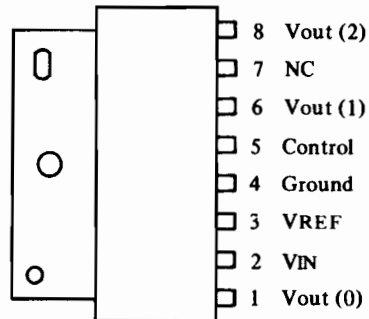 8 Vout (2)
7 NC
6 Vout (1)
5 Control
4 Ground
3 VREF
2 VIN
1 Vout (0)